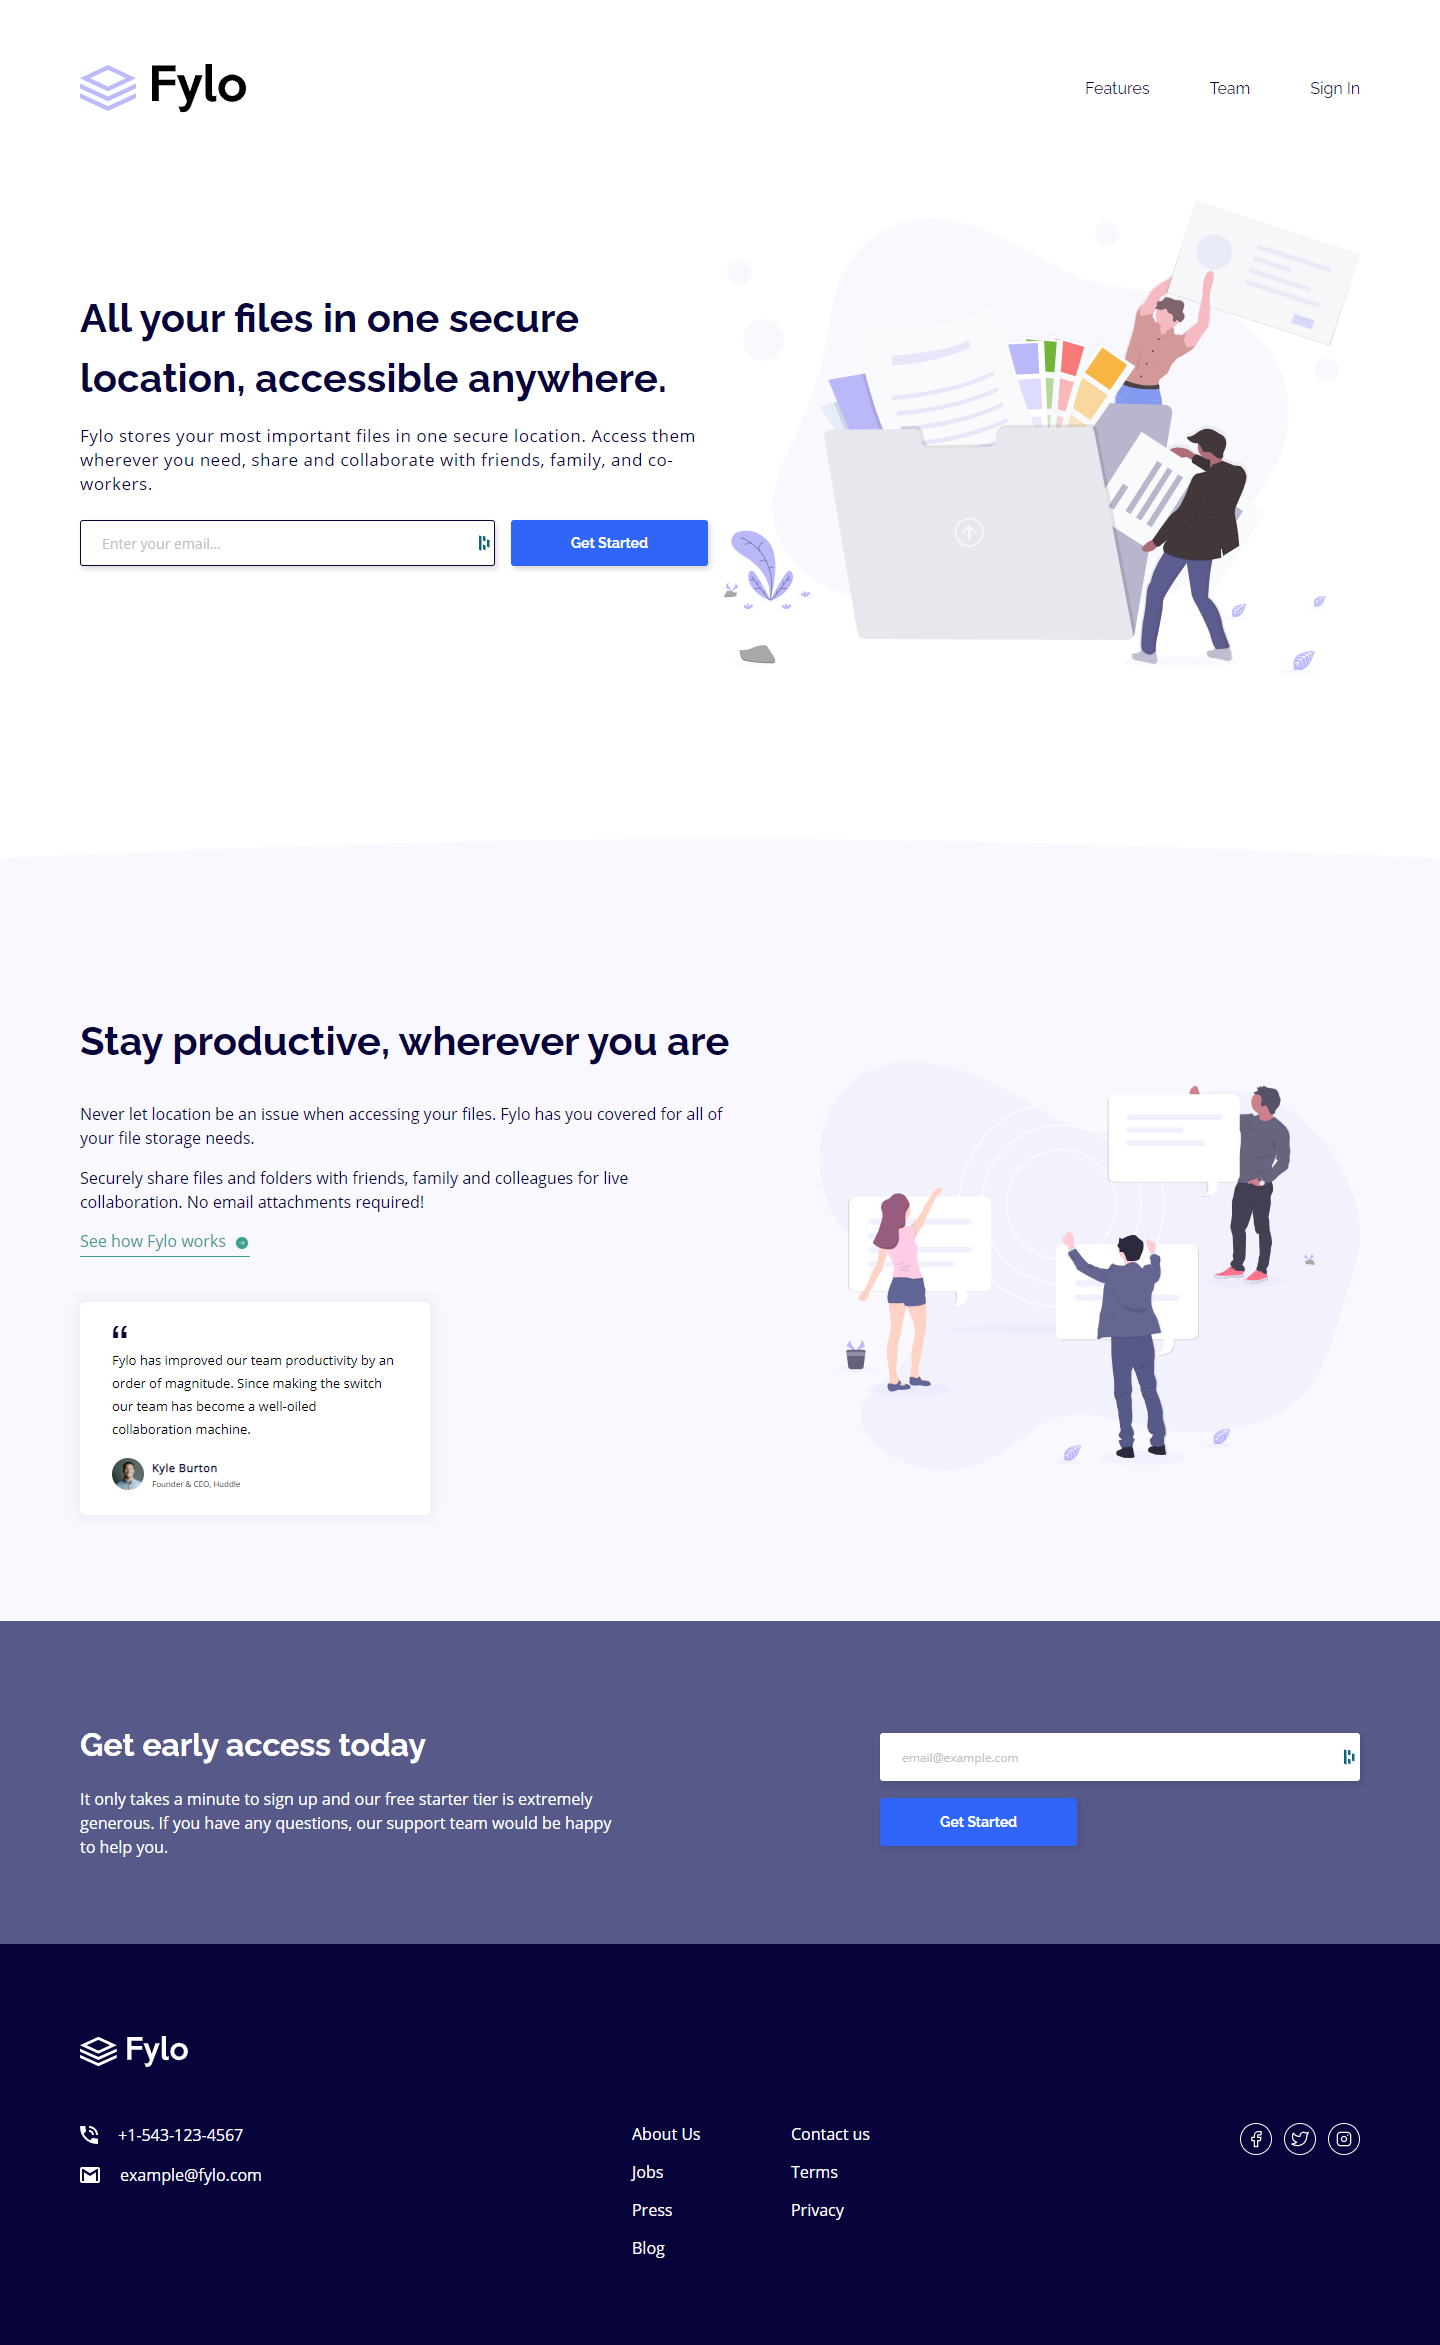 Fylo
Features
Team
Sign In
All your files in one secure
location, accessible anywhere.
Fylo stores your most important files in one secure location. Access them
wherever you need, share and collaborate with friends, family, and co-
workers.
Enter your email...
Get Started
Stay productive, wherever you are
Never let location be an issue when accessing your files. Fylo has you covered for all of
your file storage needs.
Securely share files and folders with friends, family and colleagues for live
collaboration. No email attachments required!
See how Fylo works
“
Fylo has improved our team productivity by an
order of magnitude. Since making the switch
our team has become a well-oiled
collaboration machine.
Kyle Burton
Founder & CEO, Huddle
Get early access today
It only takes a minute to sign up and our free starter tier is extremely
generous. If you have any questions, our support team would be happy
to help you.
email@example.com
Get Started
Fylo
+1-543-123-4567
example@fylo.com
About Us
Jobs
Press
Blog
Contact us
Terms
Privacy